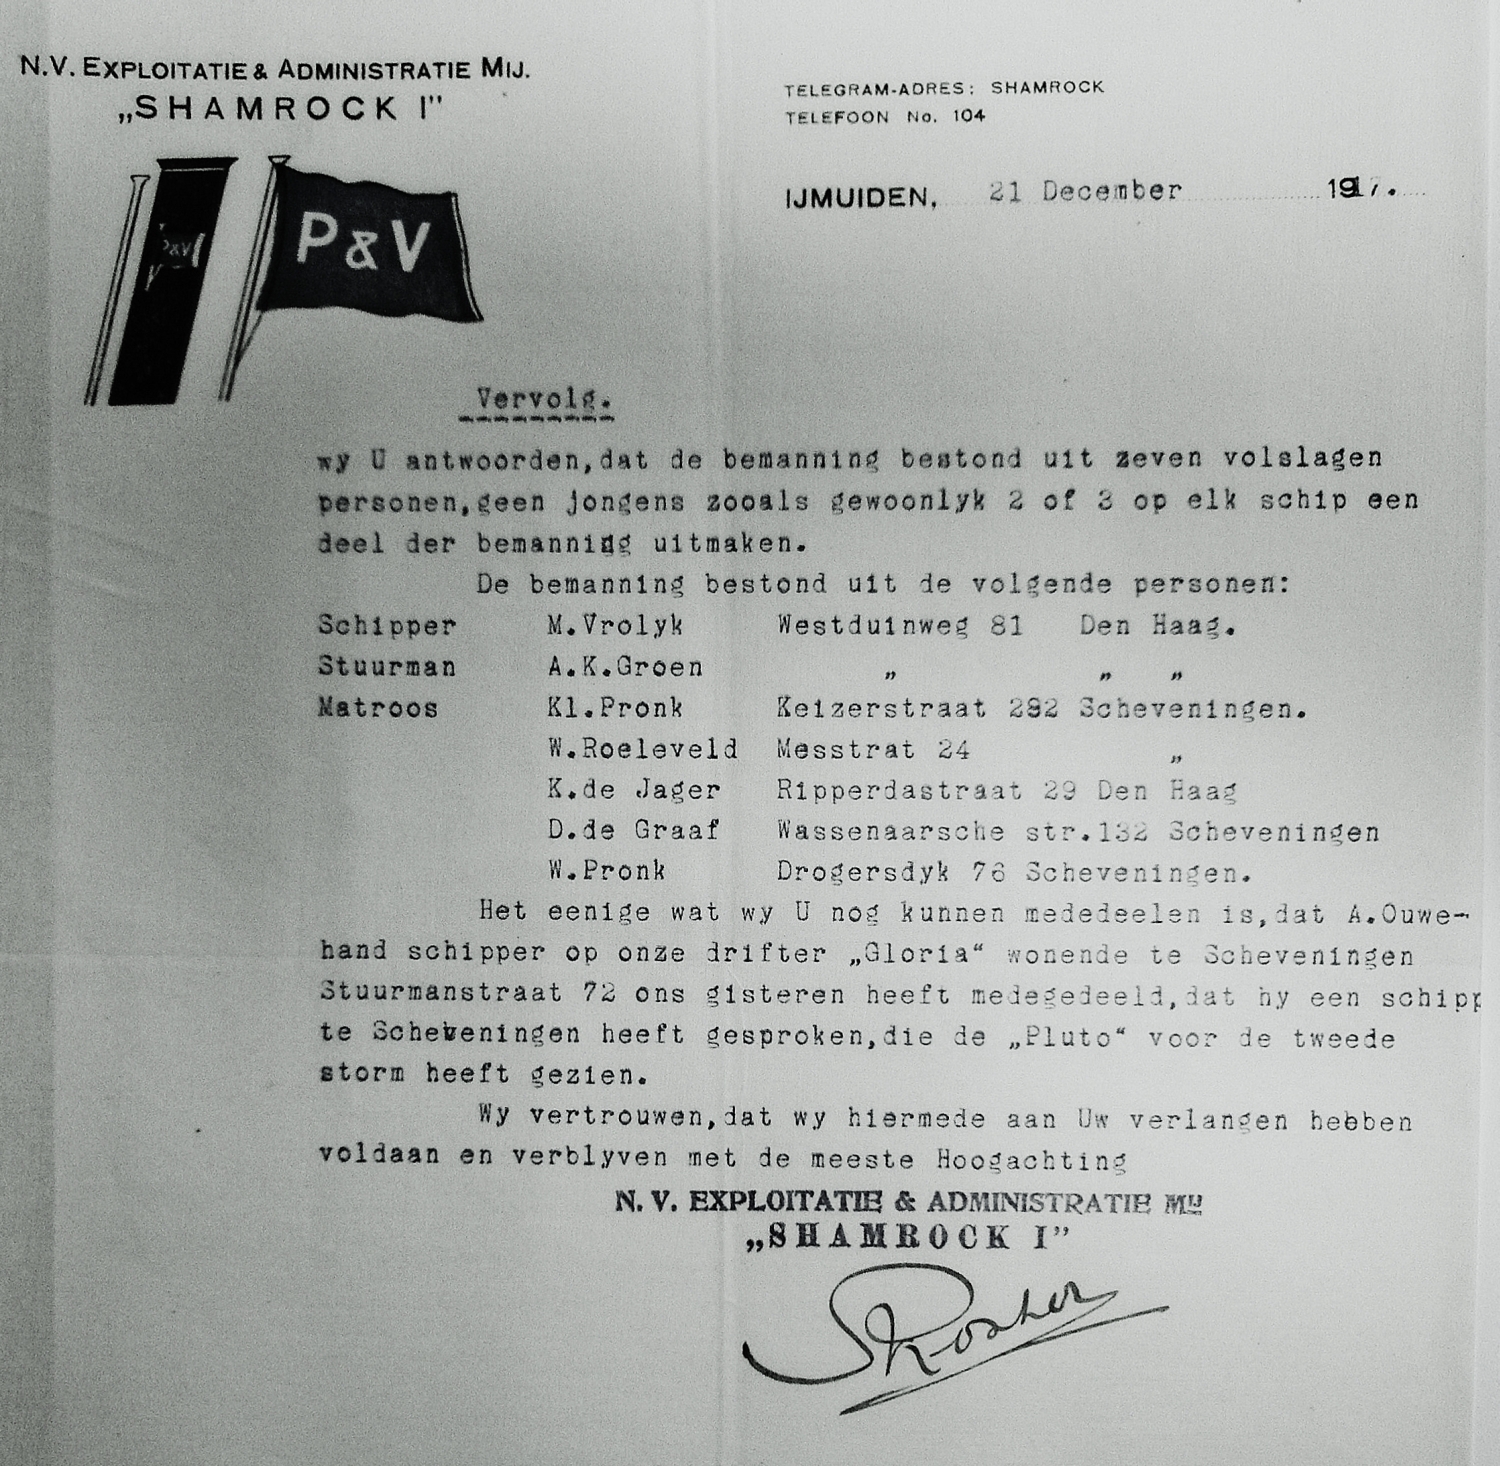 N.V. EXPLOITATIE & ADMINISTRATIE MIJ.
„SHAMROCK I”
TELEGRAM-ADRES: SHAMROCK
TELEFOON No. 104
P&V
P&V
IJMUIDEN, 21 December 1917.
Vervolg.
wy U antwoorden,dat de bemanning bestond uit zeven volslagen
personen,geen jongens zooals gewoonlyk 2 of 3 op elk schip een
deel der bemanning uitmaken.
De bemanning bestond uit de volgende personen:
Schipper M.Vrolyk Westduinweg 81 Den Haag.
Stuurman A.K.Groen „ „ „
Matroos Kl.Pronk Keizerstraat 292 Scheveningen.
W.Roeleveld Messtrat 24 „
K.de Jager Ripperdastraat 29 Den Haag
D.de Graaf Wassenaarsche str.132 Scheveningen
W.Pronk Drogersdyk 76 Scheveningen.
Het eenige wat wy U nog kunnen mededeelen is,dat A.Ouwe-
hand schipper op onze drifter „Gloria“ wonende te Scheveningen
Stuurmanstraat 72 ons gisteren heeft medegedeeld,dat hy een schipp
te Scheveningen heeft gesproken,die de „Pluto“ voor de tweede
storm heeft gezien.
Wy vertrouwen,dat wy hiermede aan Uw verlangen hebben
voldaan en verblyven met de meeste Hoogachting
N. V. EXPLOITATIE & ADMINISTRATIE MIJ
„SHAMROCK I”